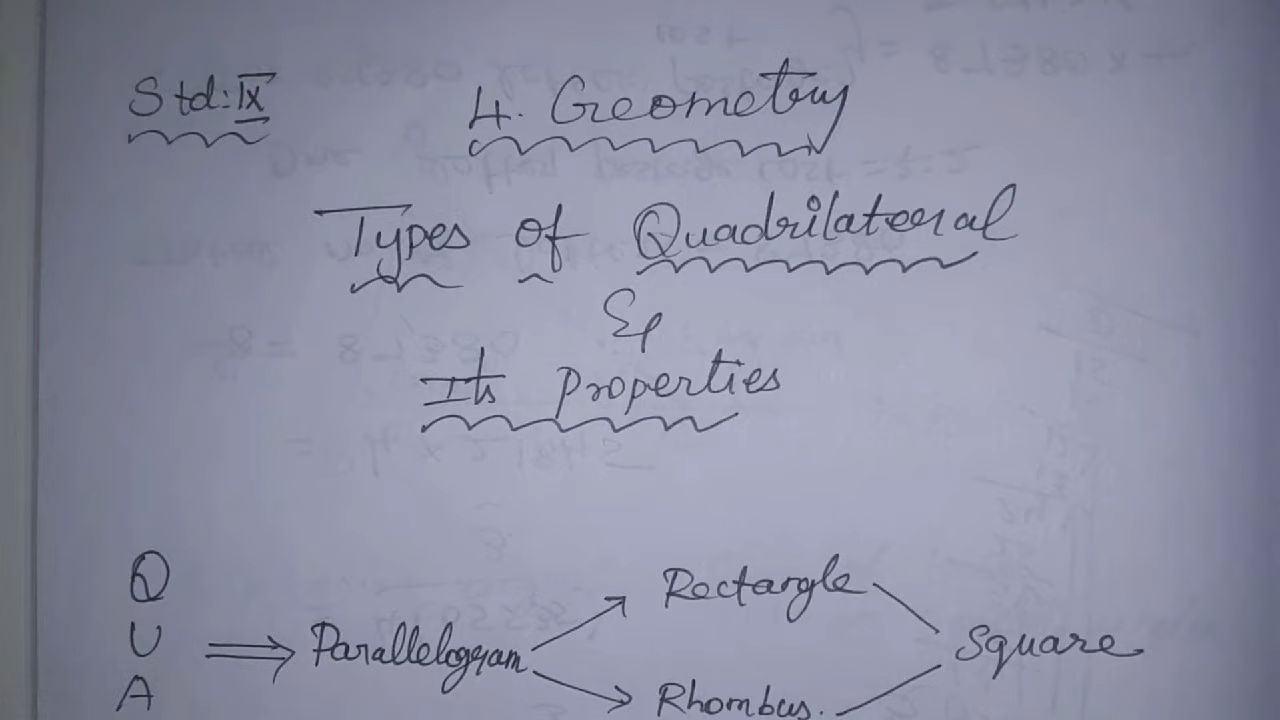 Std: IX
4. Geometry
Types of Quadrilateral
&
Its Properties
Q
U
A
⇒ Parallelogram
Rectangle
Rhombus.
Square